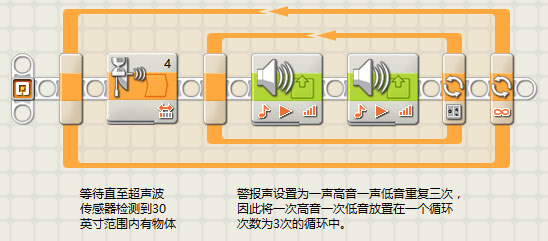 4
等待直至超声波
传感器检测到30
英寸范围内有物体
警报声设置为一声高音一声低音重复三次，
因此将一次高音一次低音放置在一个循环
次数为3次的循环中。